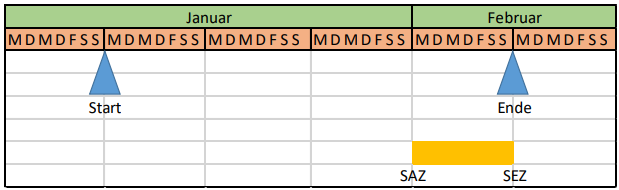 Januar Februar
M D M D F S S M D M D F S S M D M D F S S M D M D F S S M D M D F S S M D M D F S S
Start Ende
SAZ SEZ